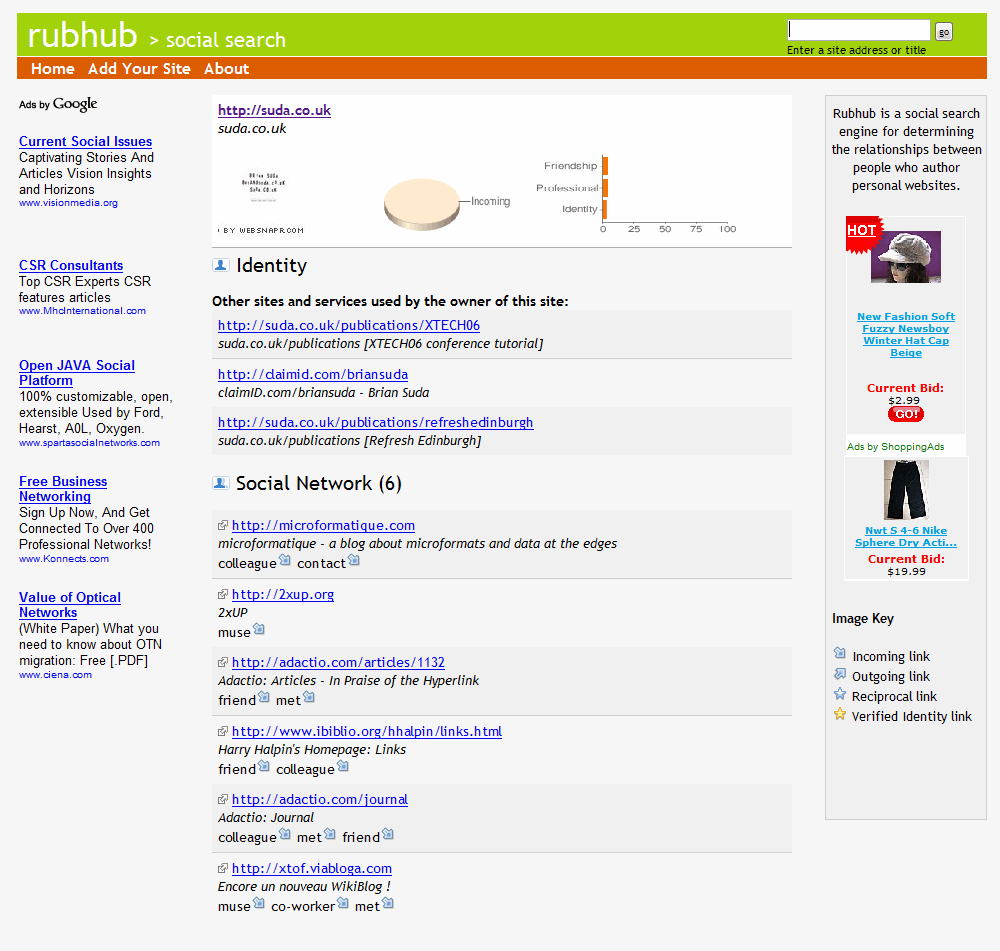 rubhub > social search
go
Enter a site address or title
Home Add Your Site About
Ads by Google
Current Social Issues
Captivating Stories And
Articles Vision Insights
and Horizons
www.visionmedia.org
CSR Consultants
Top CSR Experts CSR
features articles
www.MhcInternational.com
Open JAVA Social
Platform
100% customizable, open,
extensible Used by Ford,
Hearst, A0L, Oxygen.
www.spartasocialnetworks.com
Free Business
Networking
Sign Up Now, And Get
Connected To Over 400
Professional Networks!
www.Konnects.com
Value of Optical
Networks
(White Paper) What you
need to know about OTN
migration: Free [.PDF]
www.ciena.com
http://suda.co.uk
suda.co.uk
BY WEBSNAPR.COM
Incoming
Friendship
Professional
Identity
0 25 50 75 100
Identity
Other sites and services used by the owner of this site:
http://suda.co.uk/publications/XTECH06
suda.co.uk/publications [XTECH06 conference tutorial]
http://claimid.com/briansuda
claimID.com/briansuda - Brian Suda
http://suda.co.uk/publications/refreshedinburgh
suda.co.uk/publications [Refresh Edinburgh]
Social Network (6)
http://microformatique.com
microformatique - a blog about microformats and data at the edges
colleague contact
http://2xup.org
2xUP
muse
http://adactio.com/articles/1132
Adactio: Articles - In Praise of the Hyperlink
friend met
http://www.ibiblio.org/hhalpin/links.html
Harry Halpin's Homepage: Links
friend colleague
http://adactio.com/journal
Adactio: Journal
colleague met friend
http://xtof.viabloga.com
Encore un nouveau WikiBlog !
muse co-worker met
Rubhub is a social search
engine for determining
the relationships between
people who author
personal websites.
HOT
New Fashion Soft
Fuzzy Newsboy
Winter Hat Cap
Beige
Current Bid:
$2.99
GO!
Ads by ShoppingAds
Nwt S 4-6 Nike
Sphere Dry Acti...
Current Bid:
$19.99
Image Key
Incoming link
Outgoing link
Reciprocal link
Verified Identity link